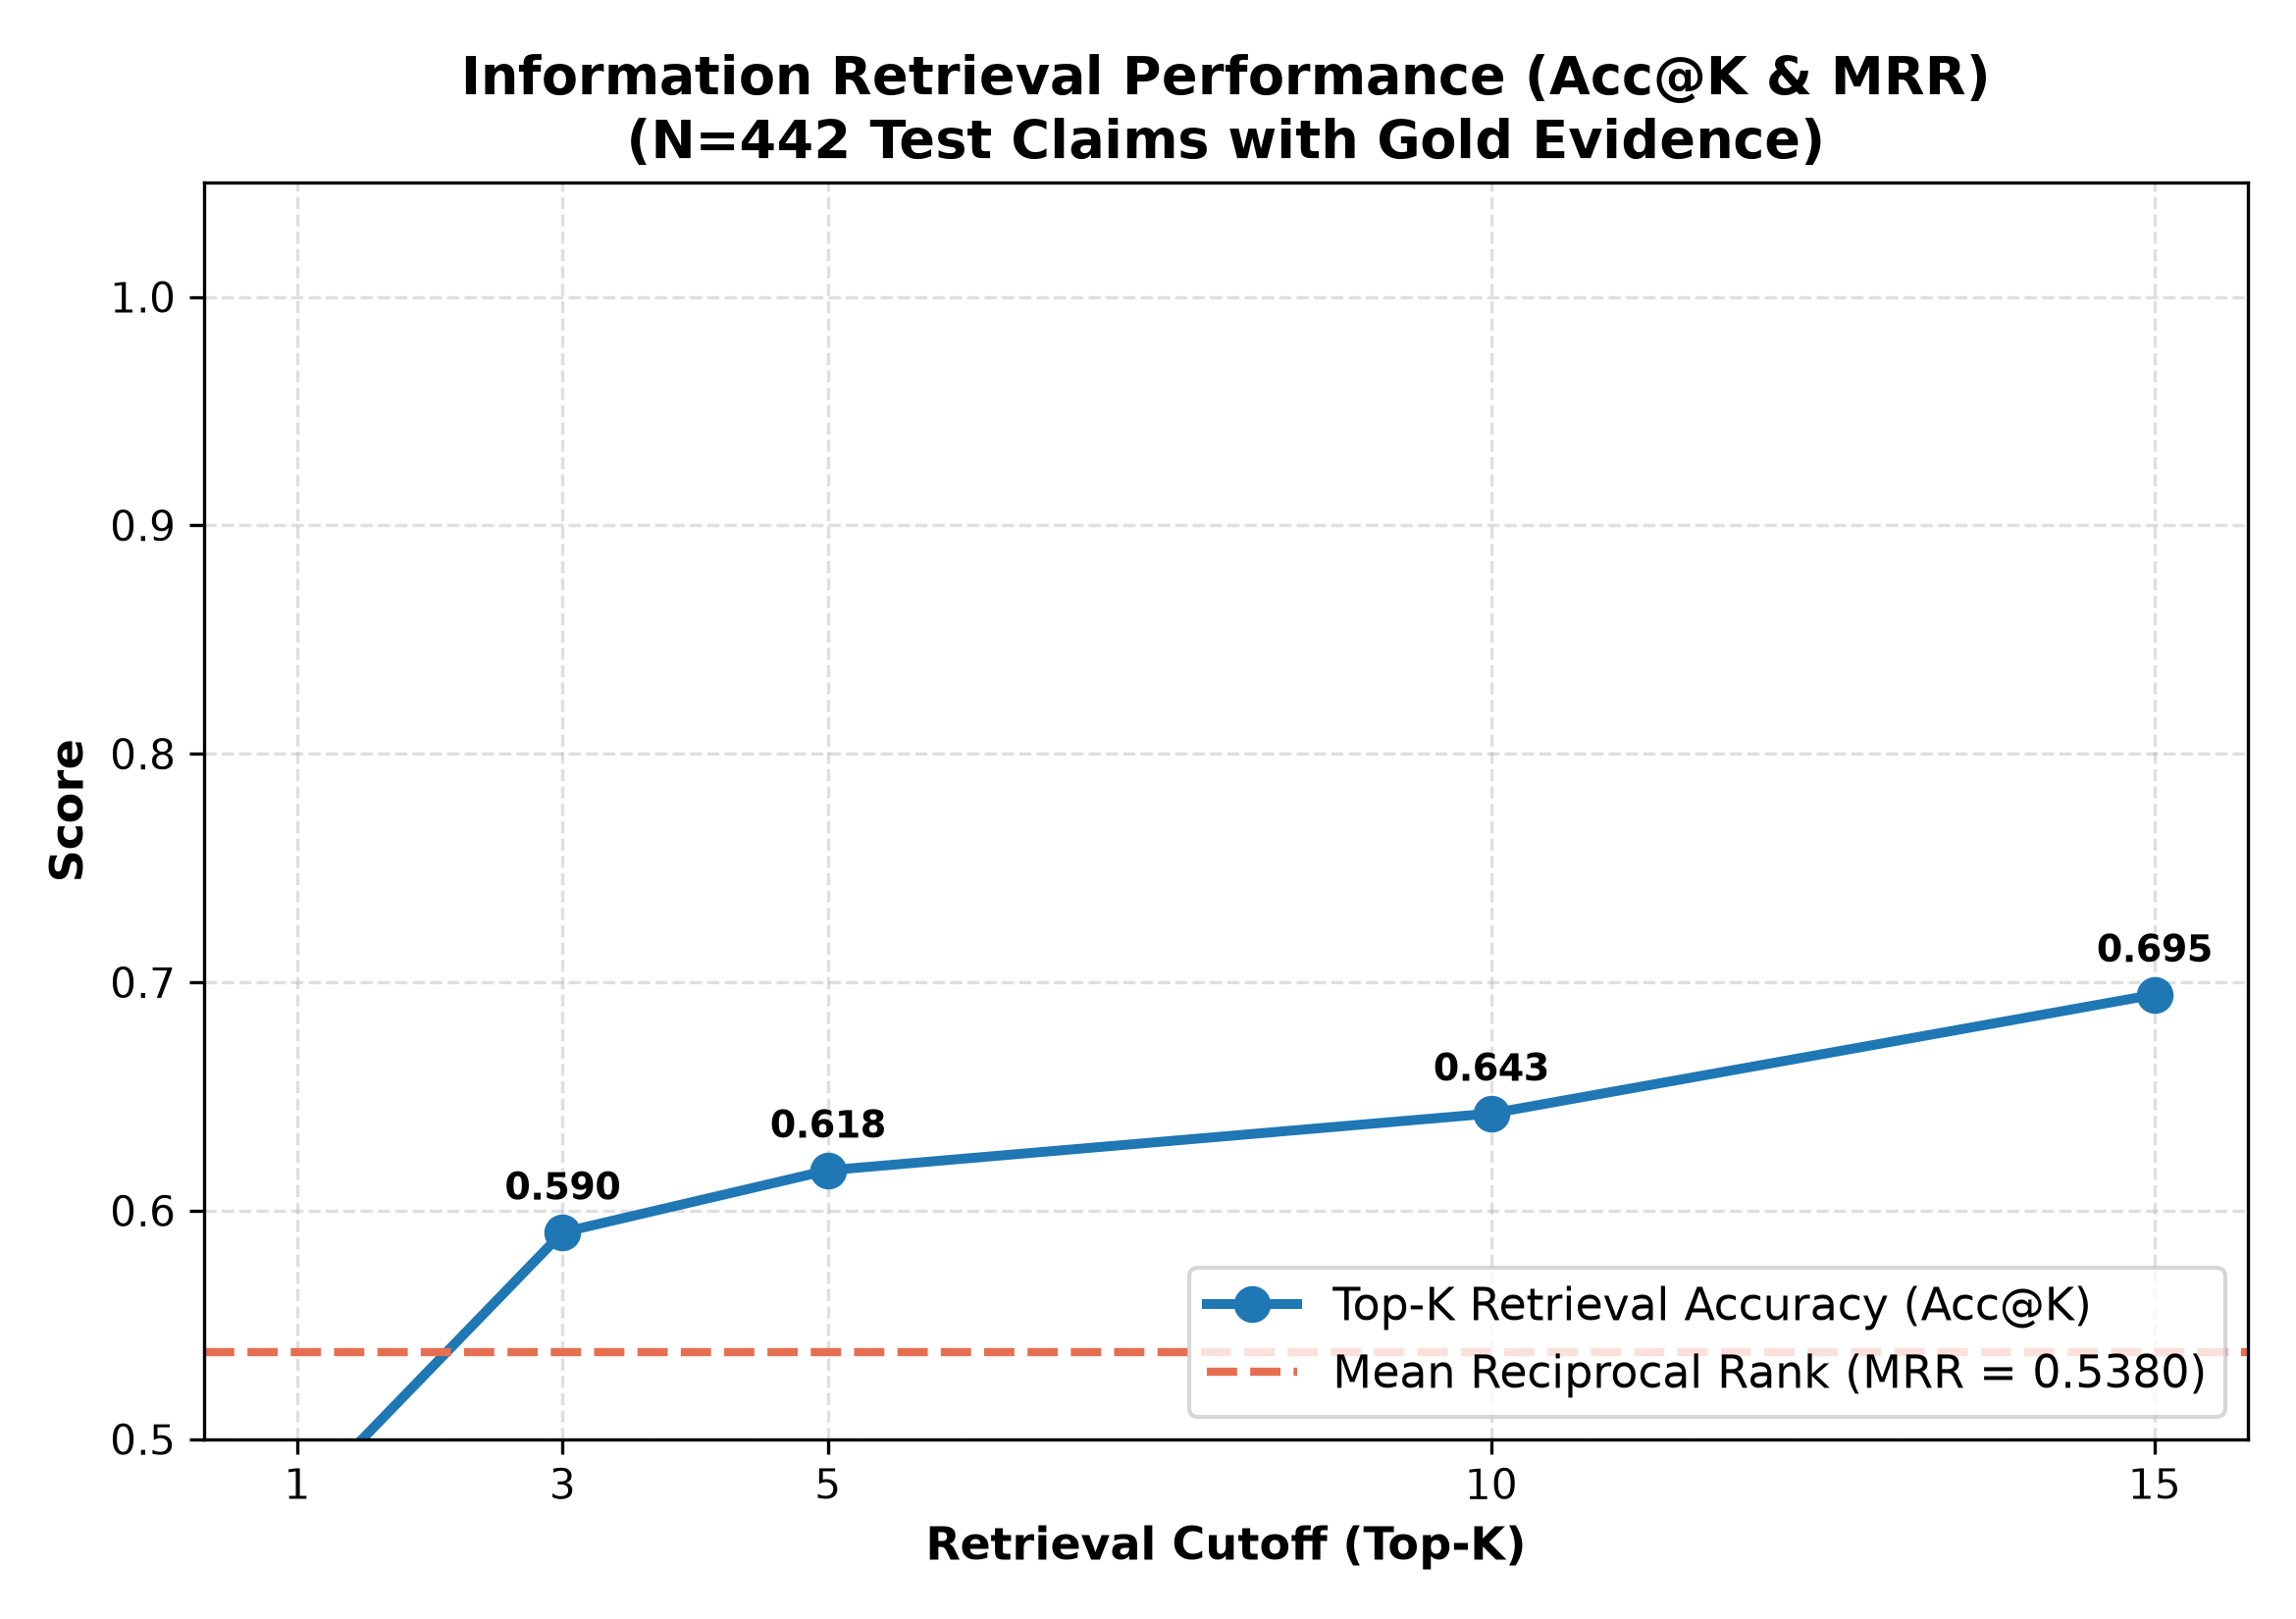 Information Retrieval Performance (Acc@K & MRR)
(N=442 Test Claims with Gold Evidence)
1.0
0.9
0.8
0.7
0.6
0.5
Score
0.590
0.618
0.643
0.695
Top-K Retrieval Accuracy (Acc@K)
Mean Reciprocal Rank (MRR = 0.5380)
1 3 5 10 15
Retrieval Cutoff (Top-K)